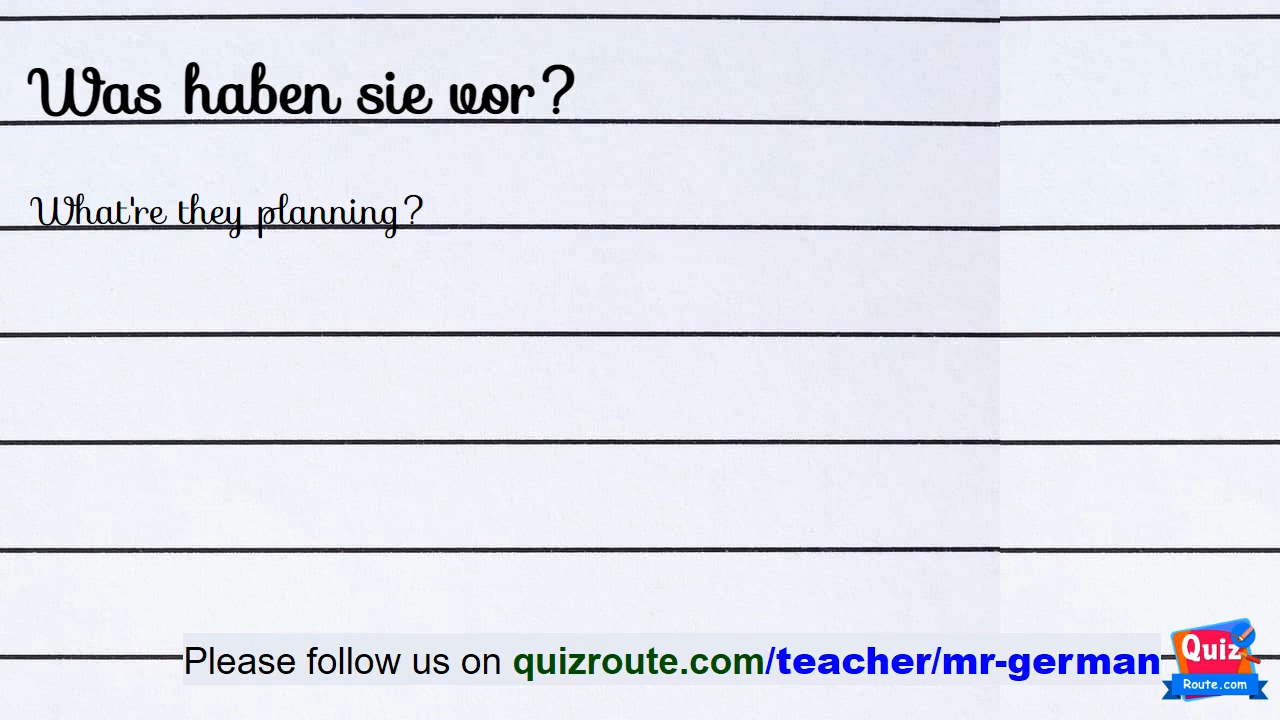 Was haben sie vor?
What're they planning?
Please follow us on quizroute.com/teacher/mr-german
Quiz
Route.com